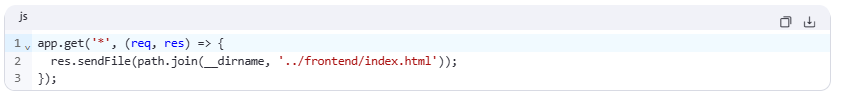 js
1 app.get('*', (req, res) => {
2   res.sendFile(path.join(__dirname, '../frontend/index.html'));
3 });